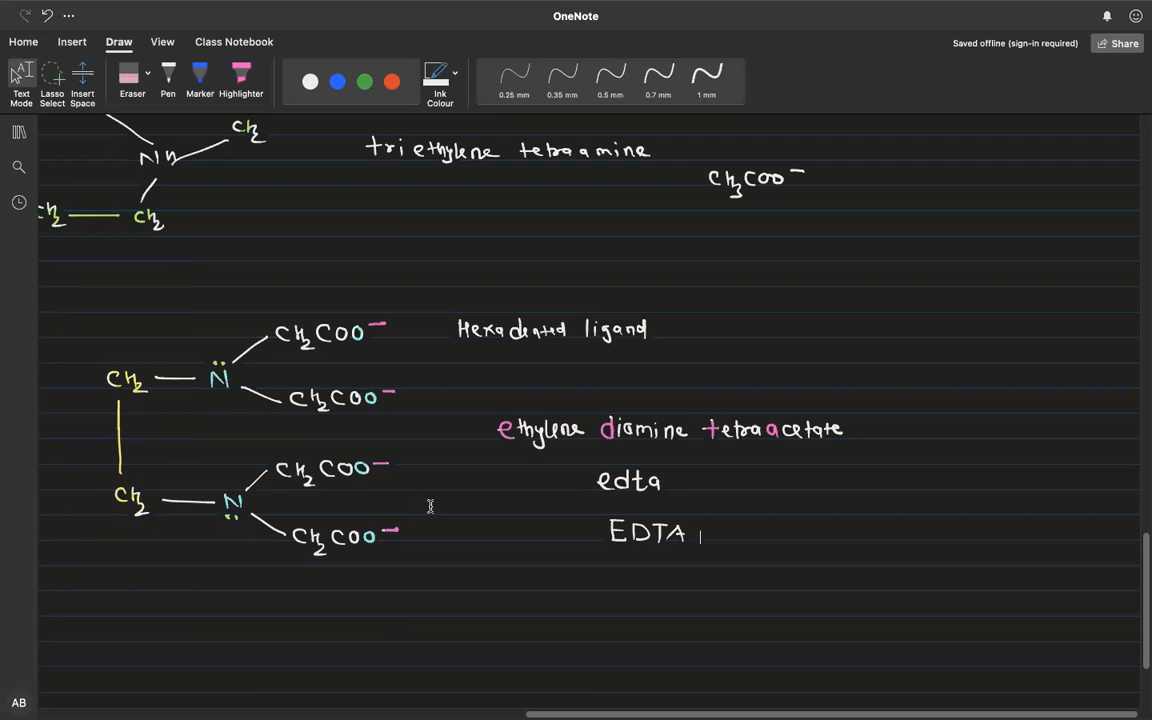 OneNote
Home Insert Draw View Class Notebook
Saved offline (sign-in required) Share
Text Mode Lasso Select Insert Space Eraser Pen Marker Highlighter Ink Colour 0.25 mm 0.35 mm 0.5 mm 0.7 mm 1 mm
CH₂
triethylene tetraamine
CH₃COO⁻
CH₂ CH₂
CH₂COO⁻
Hexadented ligand
CH₂ N
CH₂COO⁻
ethylene diamine tetraacetate
CH₂COO⁻
edta
CH₂ N
CH₂COO⁻
EDTA
AB